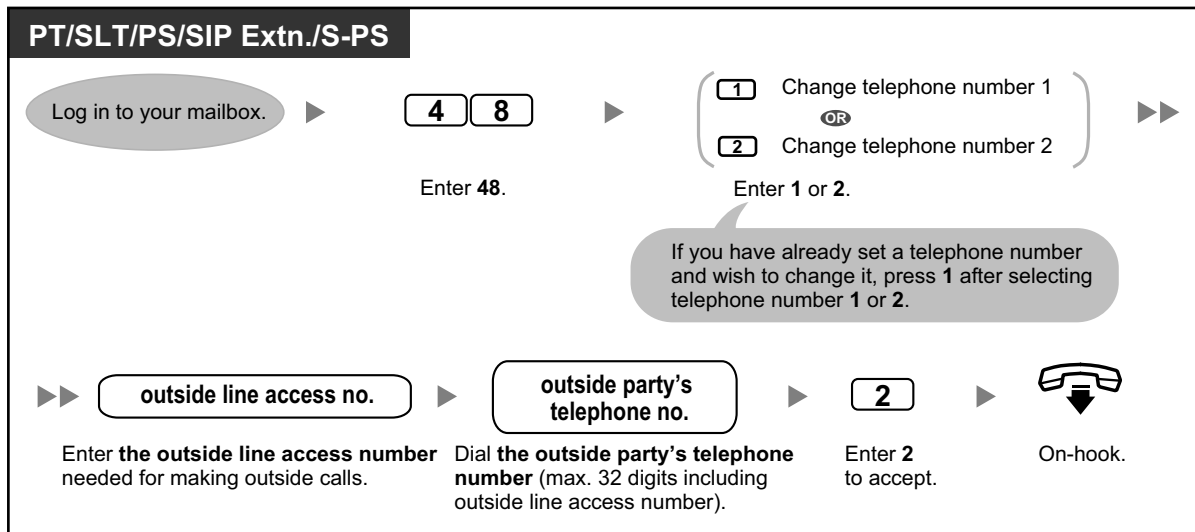 PT/SLT/PS/SIP Extn./S-PS
Log in to your mailbox.
4 8
Enter 48.
1 Change telephone number 1
OR
2 Change telephone number 2
Enter 1 or 2.
If you have already set a telephone number
and wish to change it, press 1 after selecting
telephone number 1 or 2.
outside line access no.
Enter the outside line access number
needed for making outside calls.
outside party's
telephone no.
Dial the outside party's telephone
number (max. 32 digits including
outside line access number).
2
Enter 2
to accept.
On-hook.